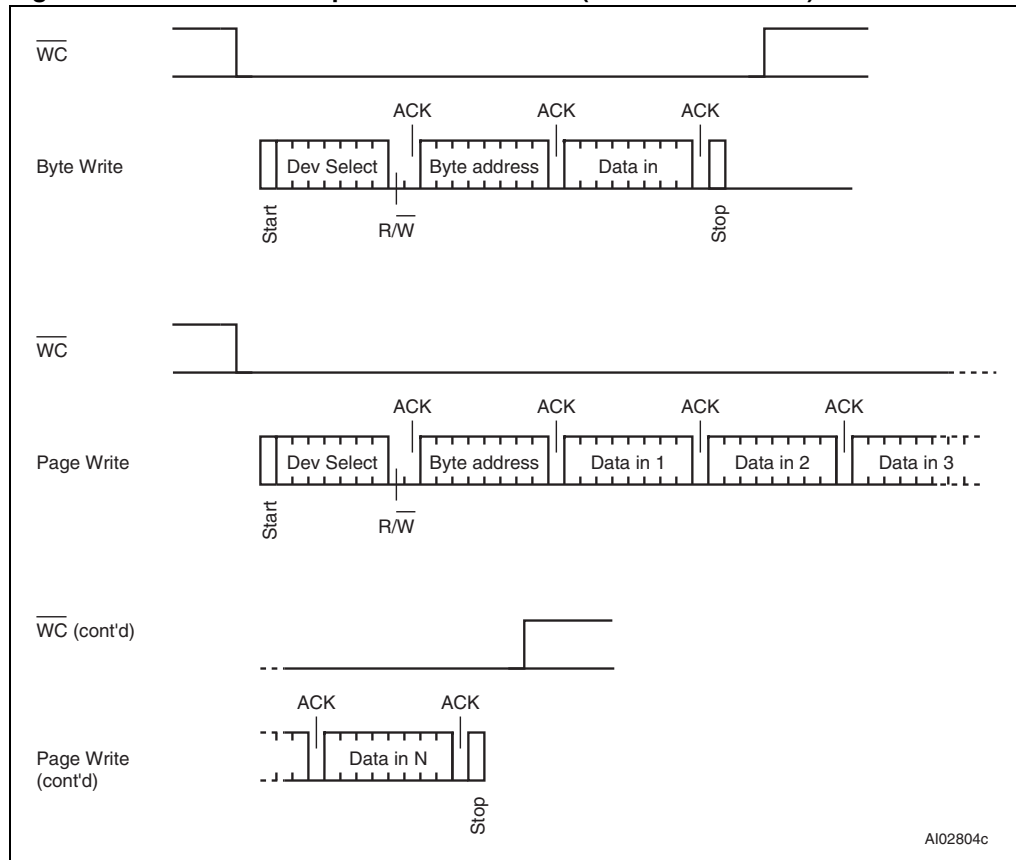 WC
ACK ACK ACK
Byte Write
Dev Select Byte address Data in
Start R/W Stop
WC
ACK ACK ACK ACK
Page Write
Dev Select Byte address Data in 1 Data in 2 Data in 3
Start R/W
WC (cont'd)
ACK ACK
Page Write
(cont'd)
Data in N
Stop
AI02804c